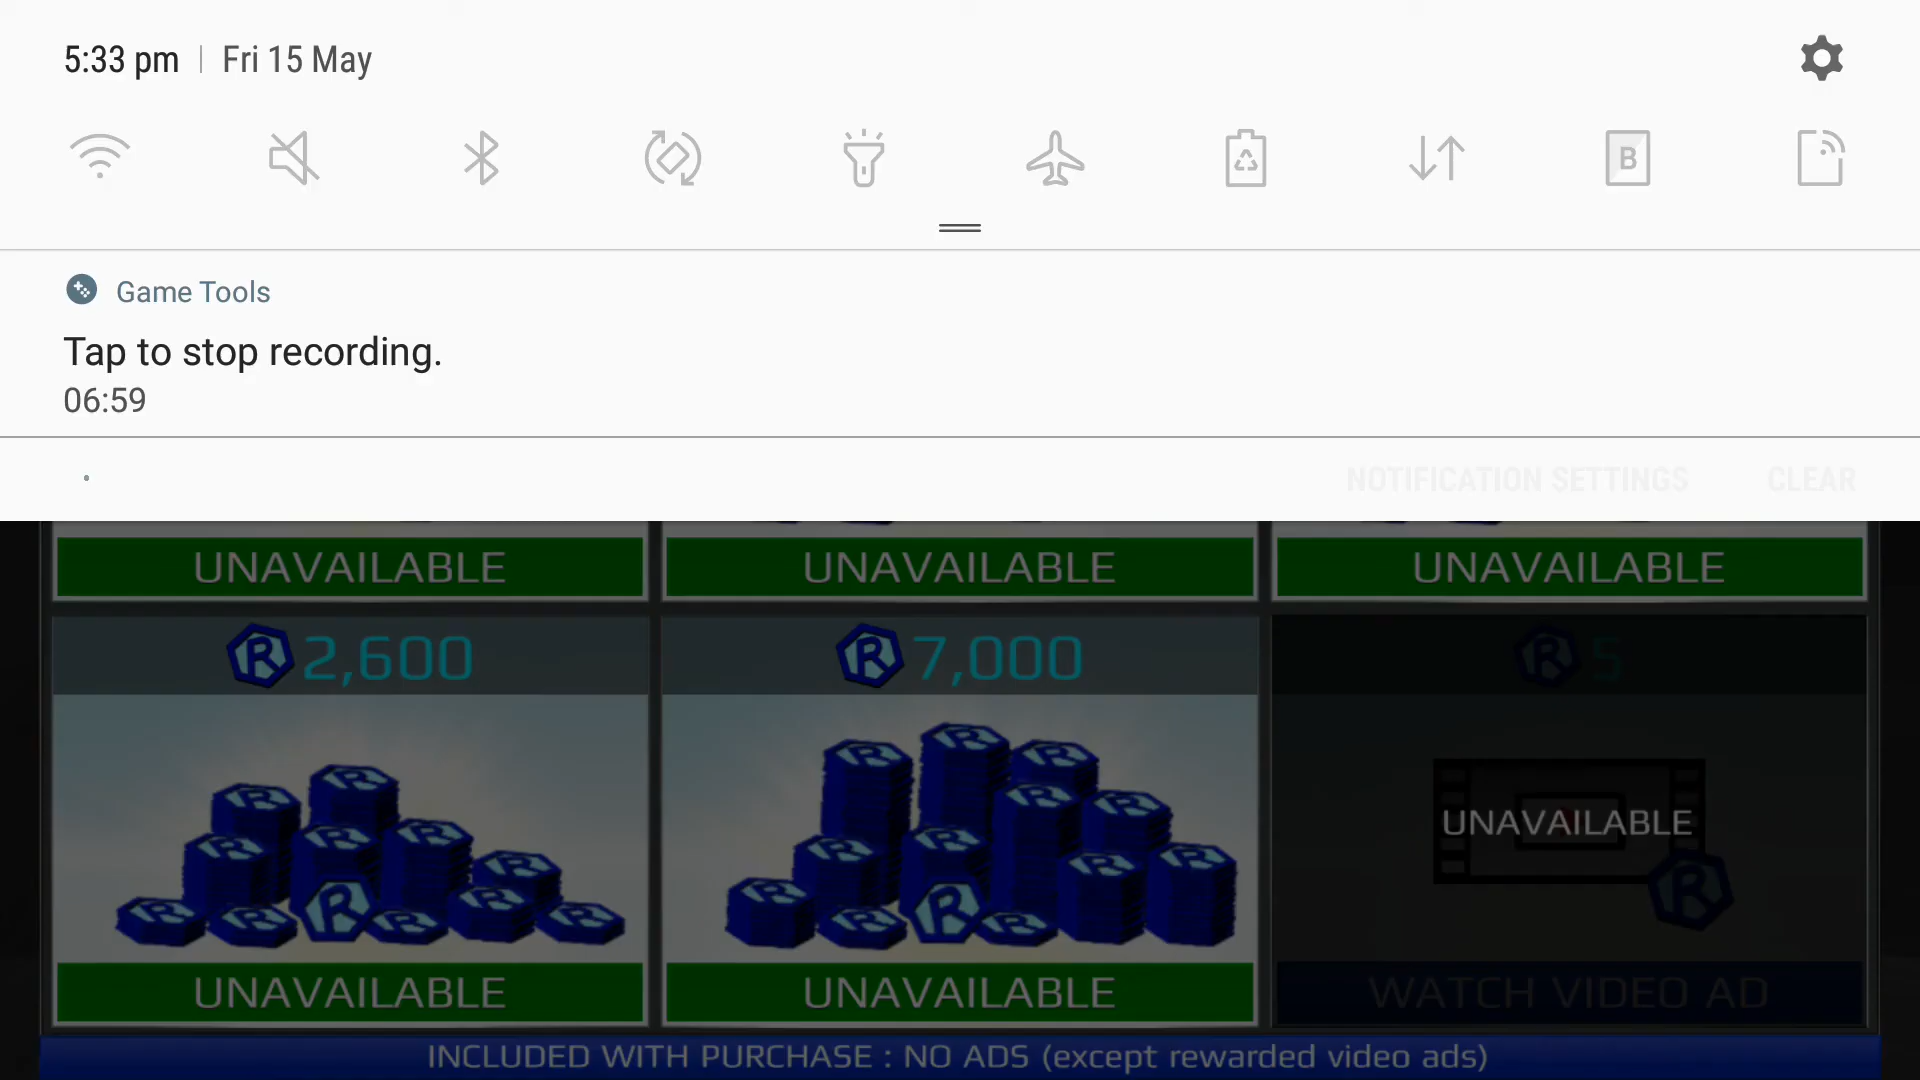 5:33 pm | Fri 15 May
B
Game Tools
Tap to stop recording.
06:59
NOTIFICATION SETTINGS CLEAR
UNAVAILABLE UNAVAILABLE UNAVAILABLE
R 2,600 R 7,000 R 5
UNAVAILABLE
UNAVAILABLE UNAVAILABLE WATCH VIDEO AD
INCLUDED WITH PURCHASE : NO ADS (except rewarded video ads)